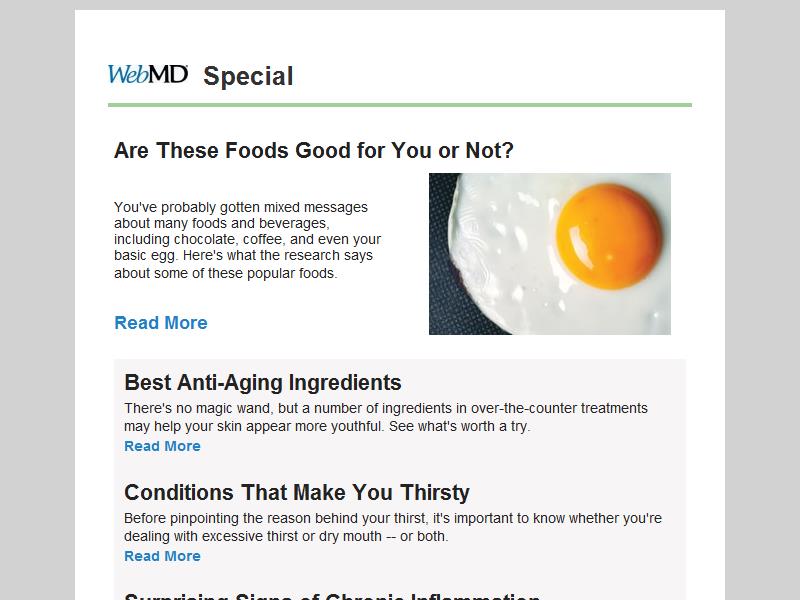 WebMD Special
Are These Foods Good for You or Not?
You've probably gotten mixed messages
about many foods and beverages,
including chocolate, coffee, and even your
basic egg. Here's what the research says
about some of these popular foods.
Read More
Best Anti-Aging Ingredients
There's no magic wand, but a number of ingredients in over-the-counter treatments
may help your skin appear more youthful. See what's worth a try.
Read More
Conditions That Make You Thirsty
Before pinpointing the reason behind your thirst, it's important to know whether you're
dealing with excessive thirst or dry mouth -- or both.
Read More
Surprising Signs of Chronic Inflammation